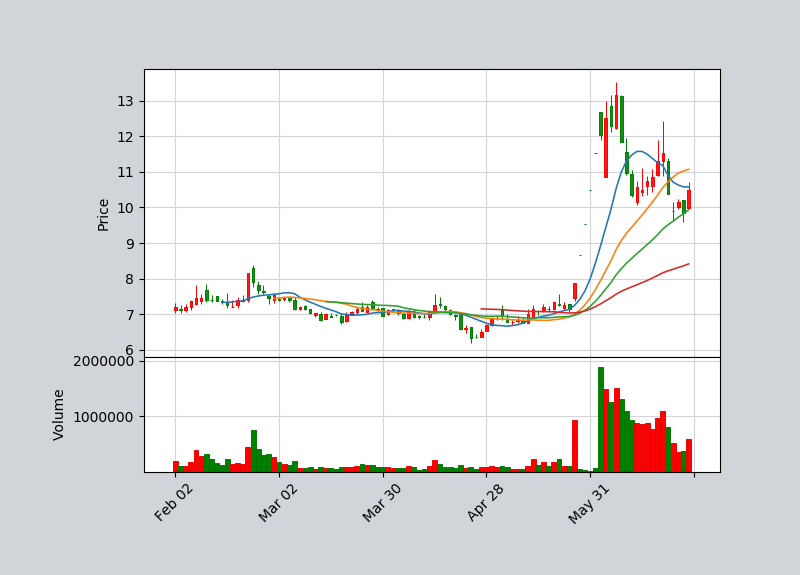 13
12
11
10
9
8
7
6
Price
2000000
1000000
Volume
Feb 02
Mar 02
Mar 30
Apr 28
May 31